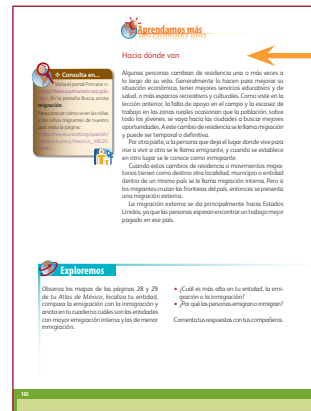 Aprendamos más
Hacia dónde van
Algunas personas cambian de residencia una o más veces a
lo largo de su vida. Generalmente lo hacen para mejorar su
situación económica, tener mejores servicios educativos y de
salud, o más espacios recreativos y culturales. Como viste en la
lección anterior, la falta de apoyo en el campo y la escasez de
trabajo en las zonas rurales ocasionan que la población, sobre
todo los jóvenes, se vaya hacia las ciudades a buscar mejores
oportunidades. A este cambio de residencia se le llama migración
y puede ser temporal o definitiva.
Por otra parte, a la persona que deja el lugar donde vive para
irse a vivir a otro se le llama emigrante, y cuando se establece
en otro lugar se le conoce como inmigrante.
Cuando estos cambios de residencia o movimientos migra-
torios tienen como destino otra localidad, municipio o entidad
dentro de un mismo país se le llama migración interna. Pero si
los migrantes cruzan las fronteras del país, entonces se presenta
una migración externa.
La migración externa se da principalmente hacia Estados
Unidos, ya que las personas esperan encontrar un trabajo mejor
pagado en ese país.
Consulta en...
Visita el portal Primaria
En la pestaña Busca, anota
migración.
Para conocer cómo viven las niñas
y los niños migrantes de nuestro
país visita la página:
Exploremos
Observa los mapas de las páginas 28 y 29
de tu Atlas de México, localiza tu entidad,
compara la emigración con la inmigración y
anota en tu cuaderno cuáles son las entidades
con mayor emigración interna y las de menor
inmigración.
• ¿Cuál es más alta en tu entidad, la emi-
gración o la inmigración?
• ¿Por qué las personas emigran o inmigran?
Comenta tus respuestas con tus compañeros.
102